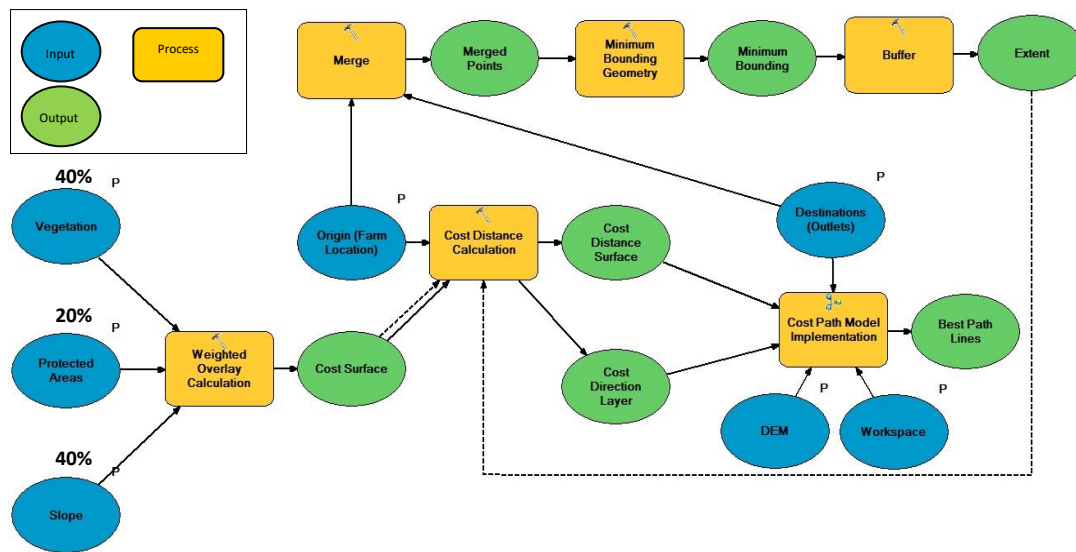 Input
Process
Output
Merge
Merged
Points
Minimum
Bounding
Geometry
Minimum
Bounding
Buffer
Extent
40%
P
Vegetation
20%
P
Protected
Areas
40%
P
Slope
Weighted
Overlay
Calculation
Cost Surface
P
Origin (Farm
Location)
Cost Distance
Calculation
Cost
Distance
Surface
Cost
Direction
Layer
P
Destinations
(Outlets)
Cost Path Model
Implementation
Best Path
Lines
P
DEM
P
Workspace